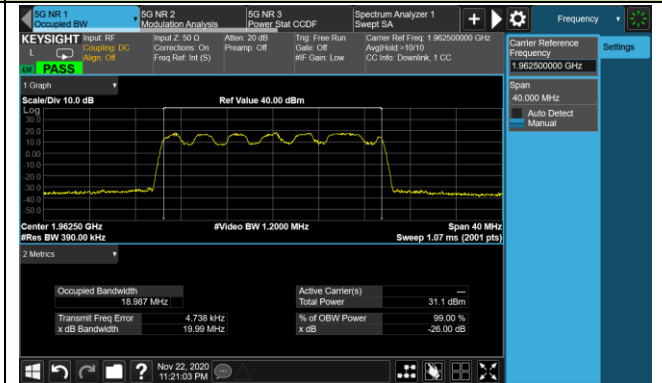 5G NR 1
Occupied BW
5G NR 2
Modulation Analysis
5G NR 3
Power Stat CCDF
Spectrum Analyzer 1
Swept SA
Frequency
KEYSIGHT
L
PASS
Input: RF
Coupling: DC
Align: Off
Input Z: 50 Ω
Corrections: On
Freq Ref: Int (S)
Atten: 20 dB
Preamp: Off
Trig: Free Run
Gate: Off
#IF Gain: Low
Carrier Ref Freq: 1.962500000 GHz
Avg|Hold:>10/10
CC Info: Downlink, 1 CC
Carrier Reference
Frequency
1.962500000 GHz
Settings
Span
40.000 MHz
Auto Detect
Manual
1 Graph
Scale/Div 10.0 dB
Ref Value 40.00 dBm
Log
30.0
20.0
10.0
0.00
-10.0
-20.0
-30.0
-40.0
-50.0
Center 1.96250 GHz
#Video BW 1.2000 MHz
Span 40 MHz
#Res BW 390.00 kHz
Sweep 1.07 ms (2001 pts)
2 Metrics
Occupied Bandwidth
18.987 MHz
Active Carrier(s)
---
Total Power
31.1 dBm
Transmit Freq Error
4.738 kHz
% of OBW Power
99.00 %
x dB Bandwidth
19.99 MHz
x dB
-26.00 dB
Nov 22, 2020
11:21:03 PM